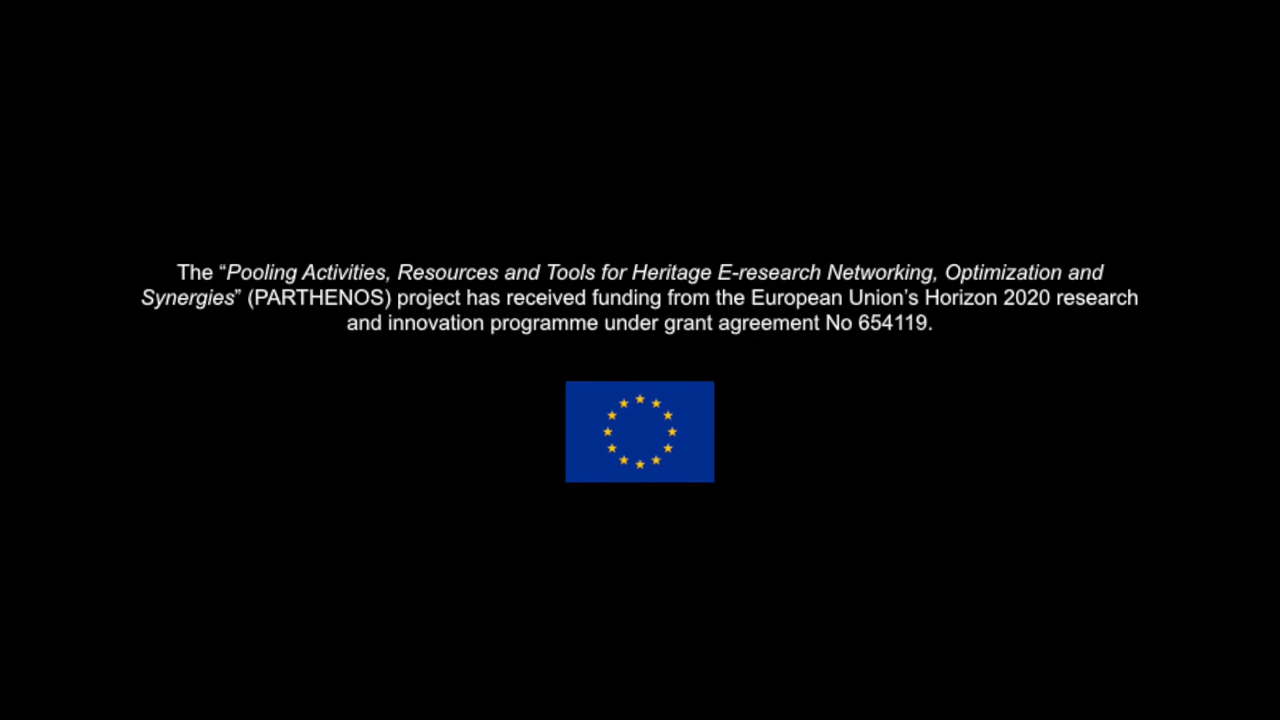 The “Pooling Activities, Resources and Tools for Heritage E-research Networking, Optimization and
Synergies” (PARTHENOS) project has received funding from the European Union’s Horizon 2020 research
and innovation programme under grant agreement No 654119.